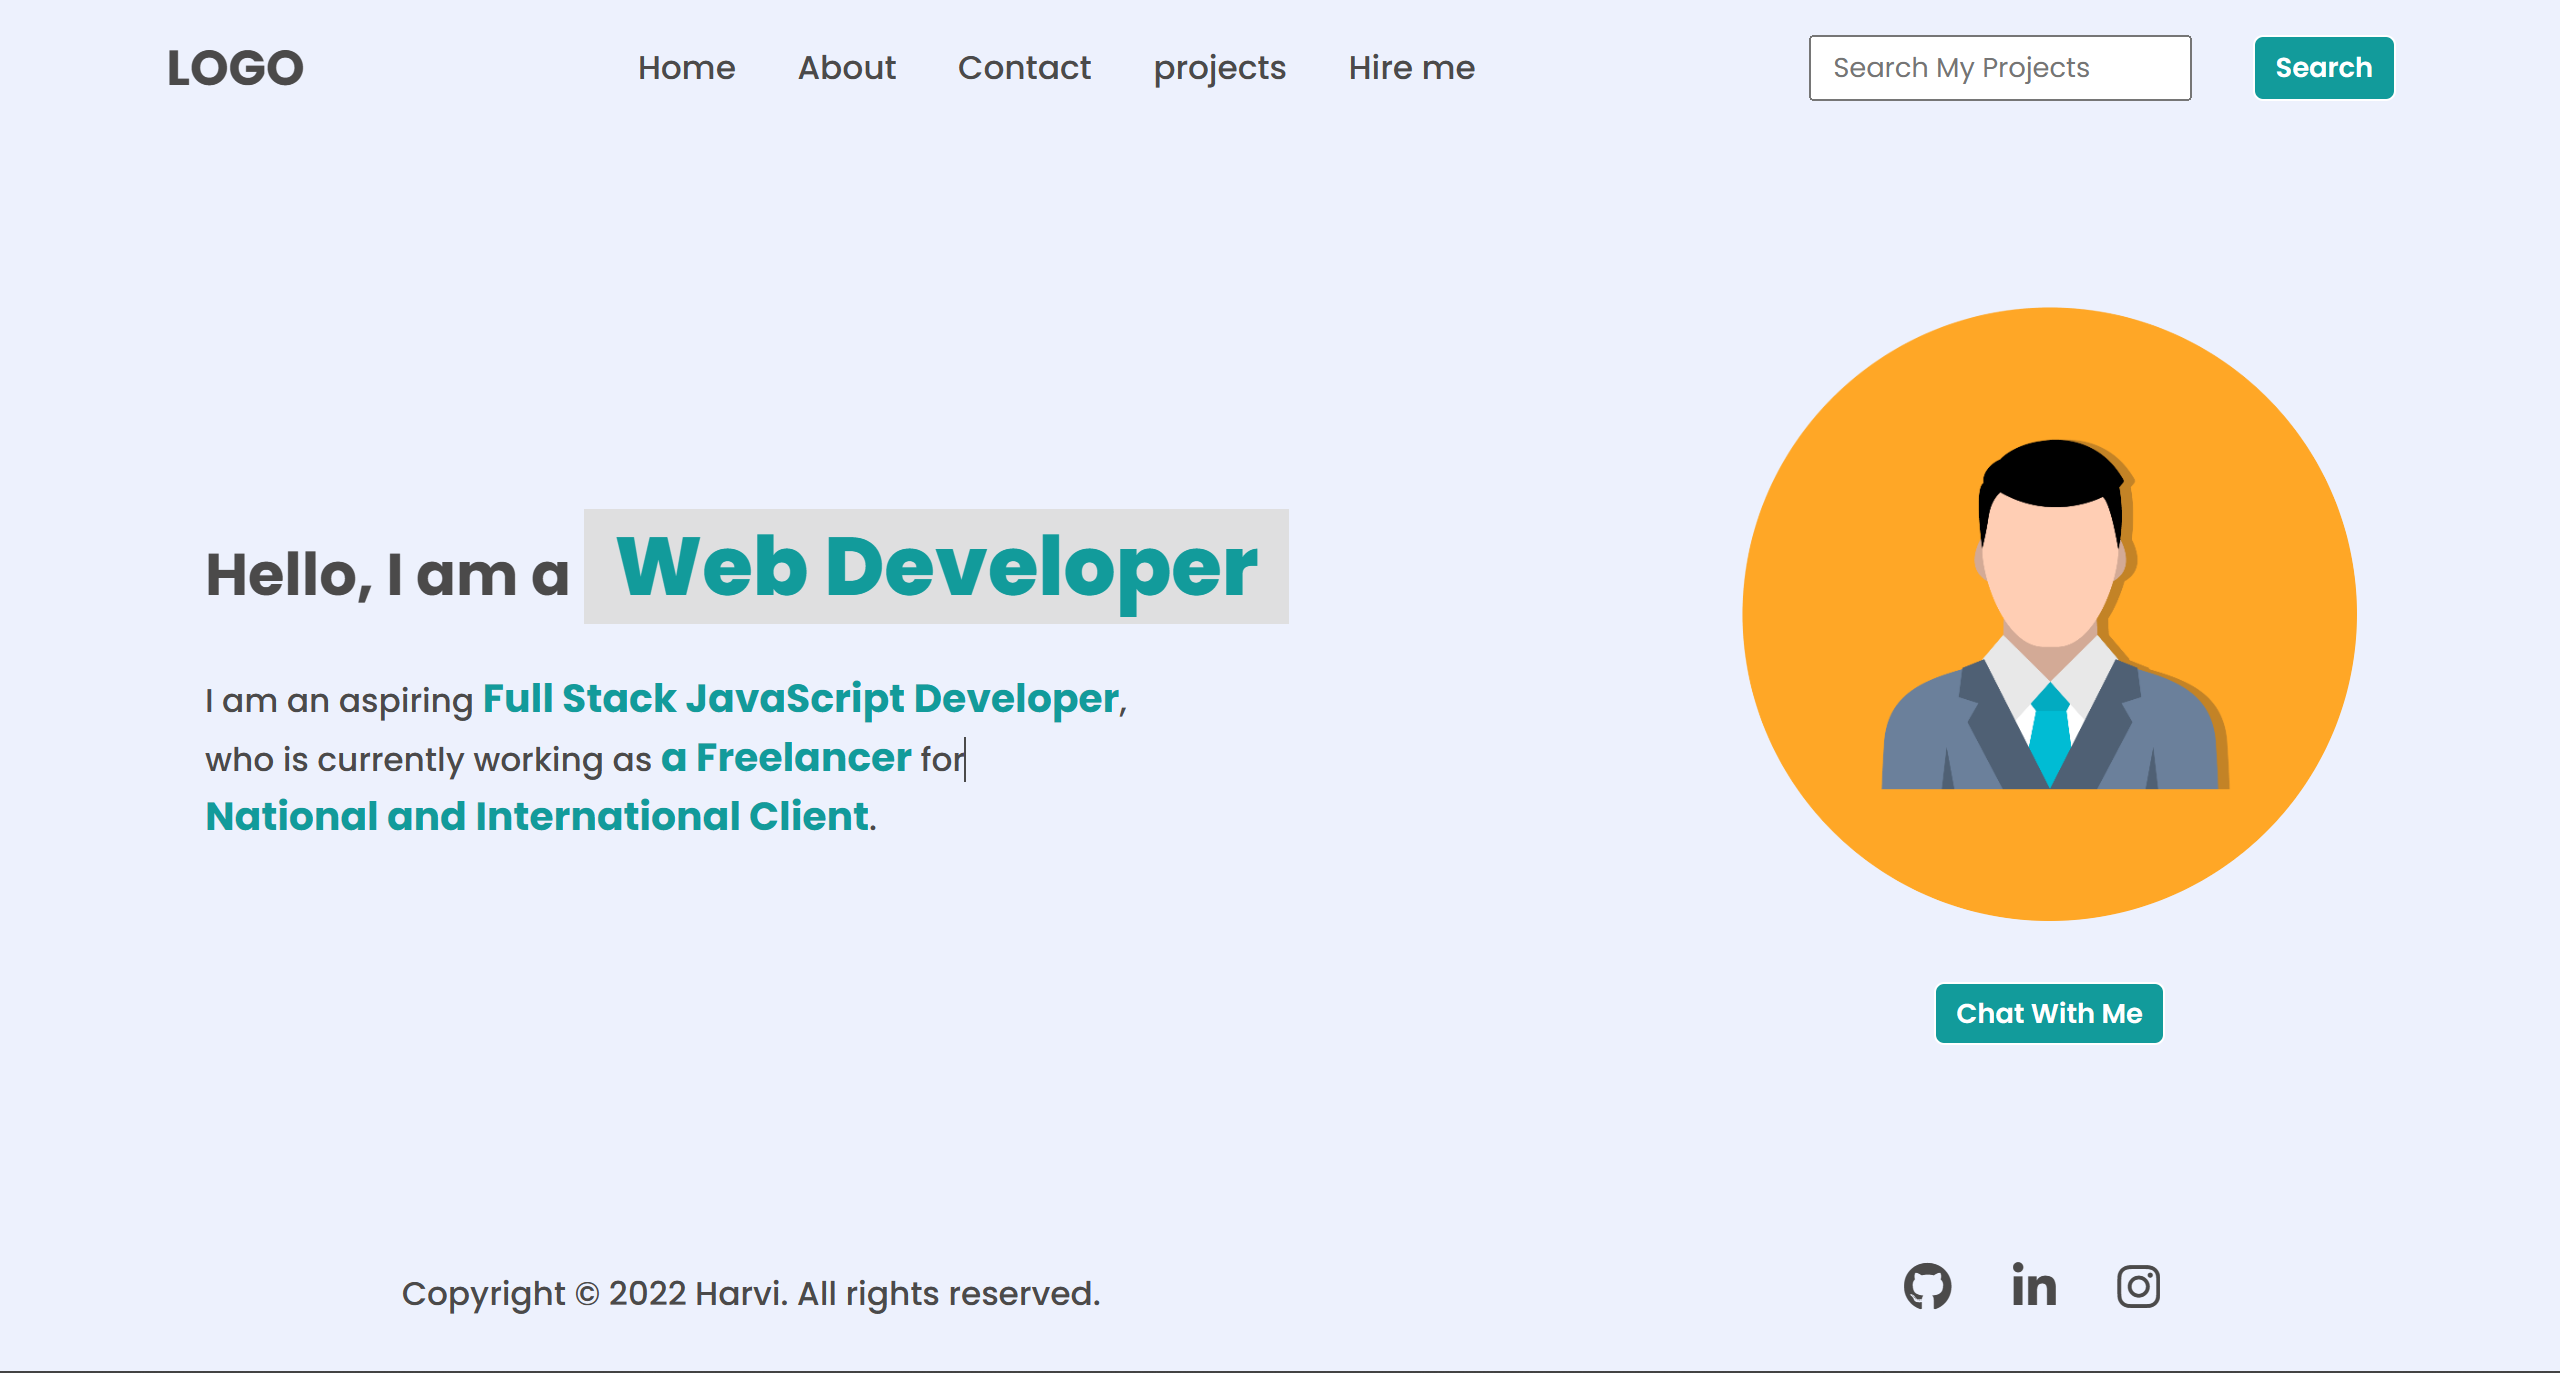 LOGO
Home About Contact projects Hire me
Search My Projects
Search
Hello, I am a Web Developer
I am an aspiring Full Stack JavaScript Developer,
who is currently working as a Freelancer for
National and International Client.
Chat With Me
Copyright © 2022 Harvi. All rights reserved.
in